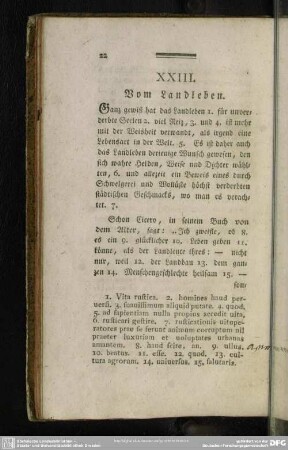 22
XXIII.
Vom Landleben.
Ganz gewiß hat das Landleben 1. für unver-
derbte Seelen 2. viel Reiz, 3. und 4. ist mehr
mit der Weisheit verwandt, als irgend eine
Lebensart in der Welt. 5. Es ist daher auch
das Landleben derjenige Wunsch gewesen, den
sich wahre Helden, Weise und Dichter wähl-
ten, 6. und allezeit ein Beweis eines durch
Schwelgerei und Wollüste höchst verderbten
städtischen Geschmacks, wo man es verach-
tet. 7.
Schon Cicero, in seinem Buch von
dem Alter, sagt: „Ich zweifle, ob 8.
es ein 9. glücklicher 10. Leben geben 11.
könne, als der Landleute ihres: — nicht
nur, weil 12. der Landbau 13. dem gan-
zen 14. Menschengeschlechte heilsam 15. —
sem
1. Vita rustica. 2. homines haud per-
versi. 3. familiarem aliquid parare. 4. quod.
5. ad sapientiam nulla propius accedit vita.
6. rusticari gestire. 7. rusticationis vitupe-
ratores prae se ferunt animum corruptum nil
praeter luxuriem et voluptates urbanas
amantem. 8. haud scire, an. 9. ulla.
10. beatus. 11. esse. 12. quod. 13. cul-
tura agrorum. 14. universus. 15. salutaris.